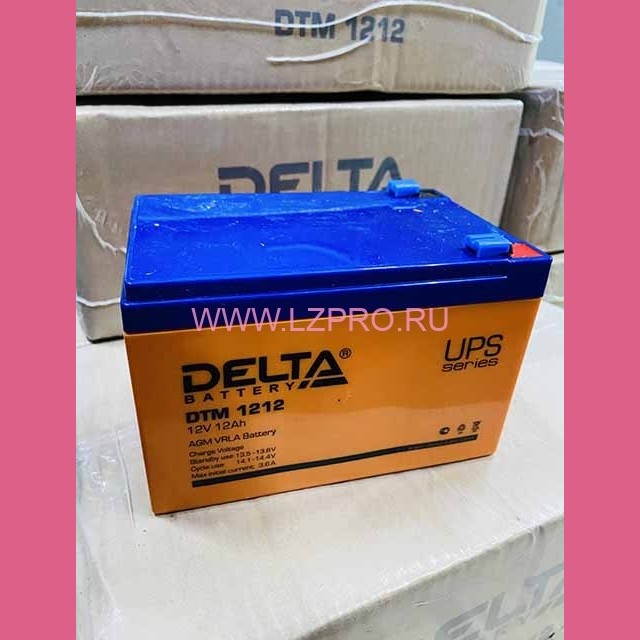 DTM 1212
DELTA
WWW.LZPRO.RU
DELTA®
BATTERY
DTM 1212
12V 12Ah
AGM VRLA Battery
Charge Voltage
Standby use: 13.5-13.8V
Cycle use: 14.1-14.4V
Max initial current: 3.6A
UPS
series
DELTA